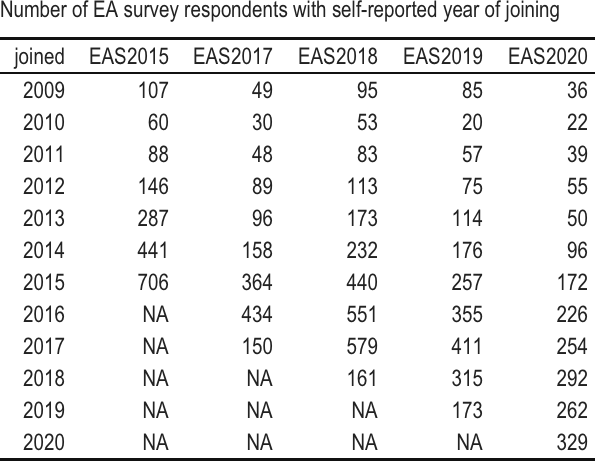 Number of EA survey respondents with self-reported year of joining
joined EAS2015 EAS2017 EAS2018 EAS2019 EAS2020
2009 107 49 95 85 36
2010 60 30 53 20 22
2011 88 48 83 57 39
2012 146 89 113 75 55
2013 287 96 173 114 50
2014 441 158 232 176 96
2015 706 364 440 257 172
2016 NA 434 551 355 226
2017 NA 150 579 411 254
2018 NA NA 161 315 292
2019 NA NA NA 173 262
2020 NA NA NA NA 329